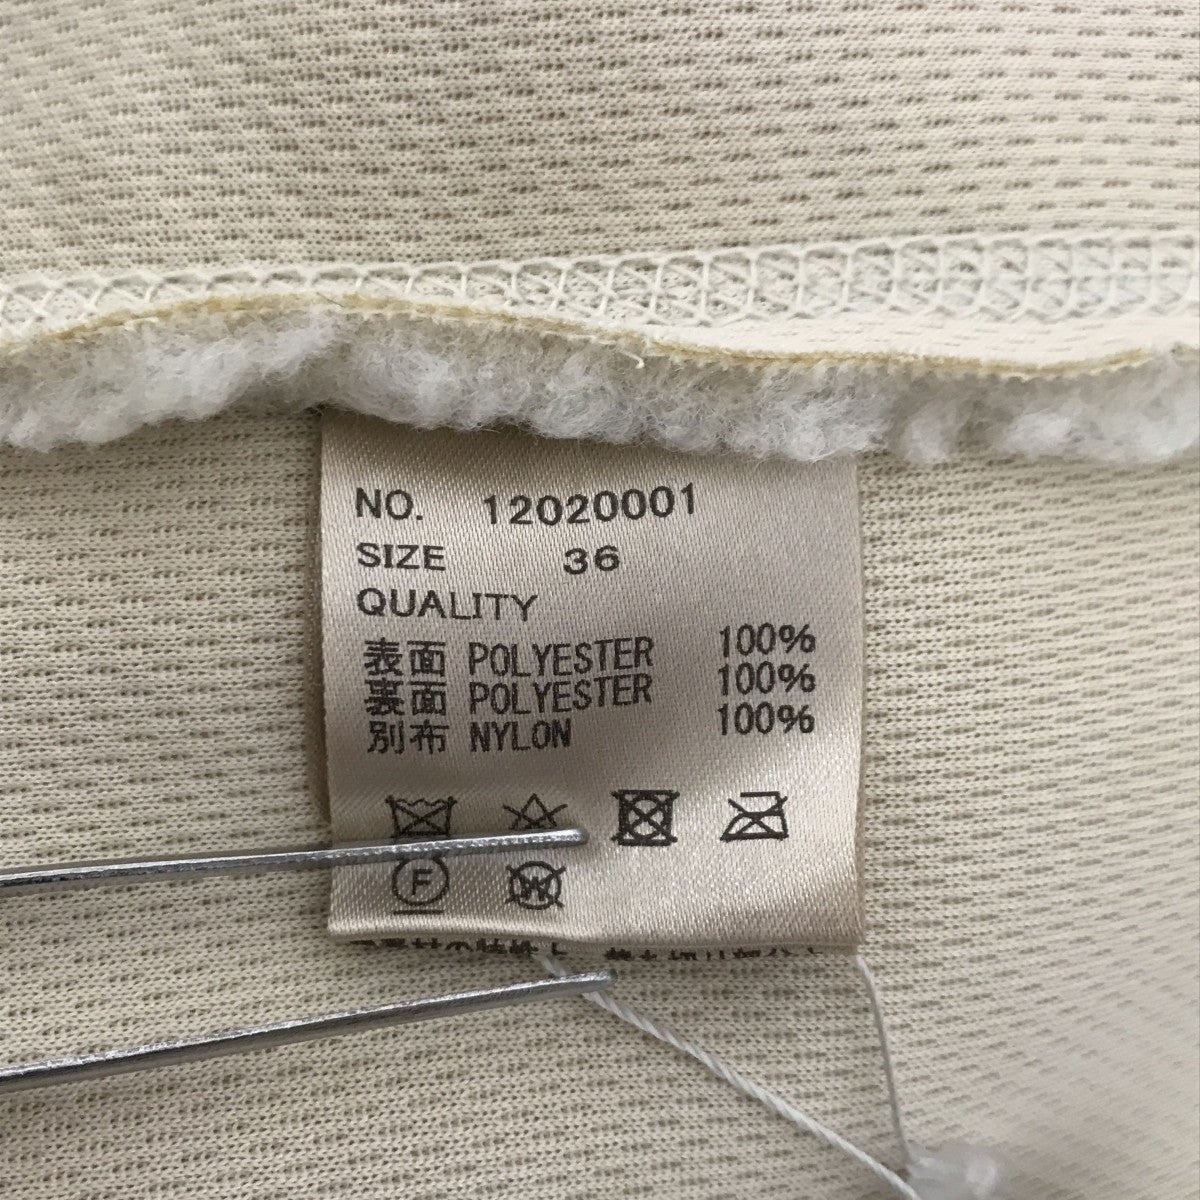 NO. 12020001
SIZE 36
QUALITY
表面 POLYESTER 100%
裏面 POLYESTER 100%
別布 NYLON 100%
F W